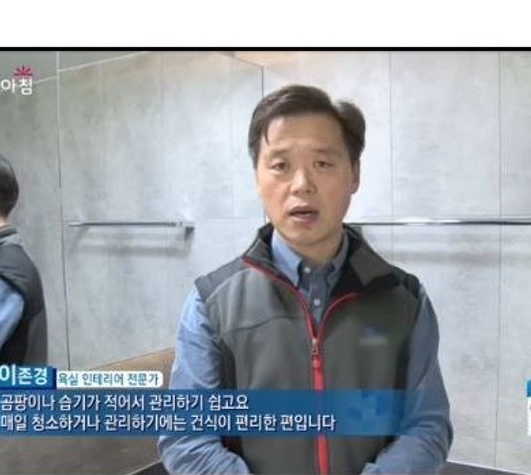 아침
이존경 욕실 인테리어 전문가
곰팡이나 습기가 적어서 관리하기 쉽고요
매일 청소하거나 관리하기에는 건식이 편리한 편입니다